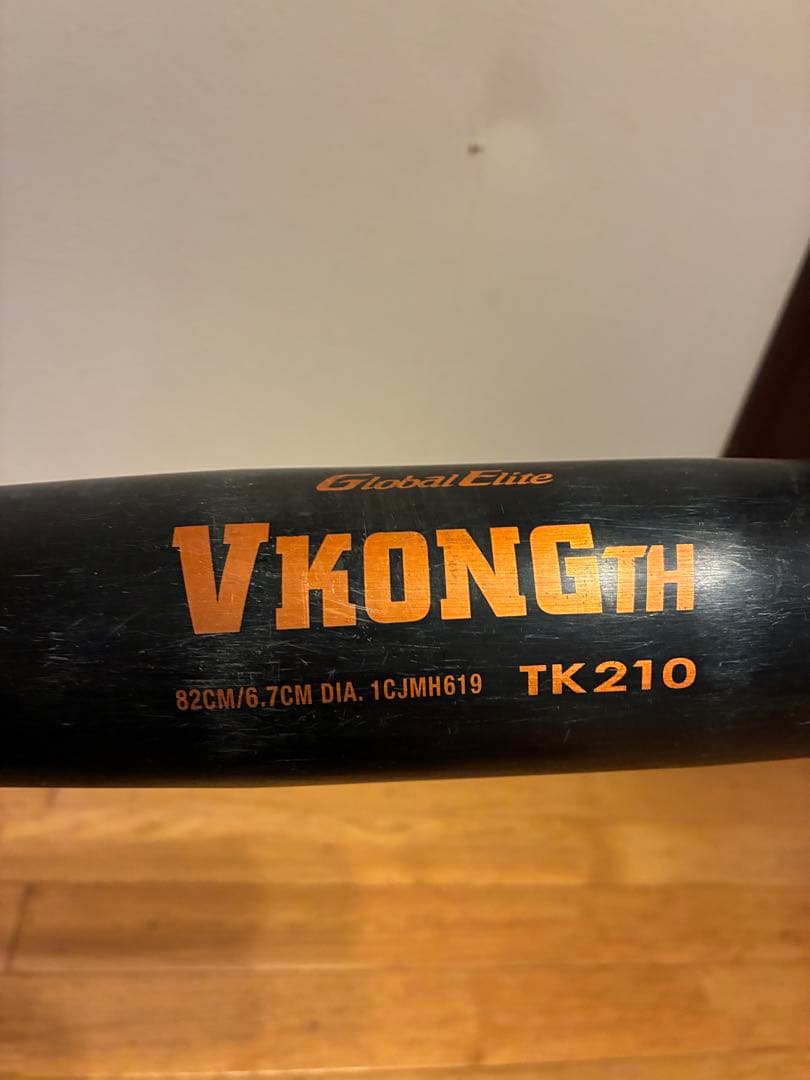 Global Elite
VKONGTH
82CM/6.7CM DIA. 1CJMH619 TK210